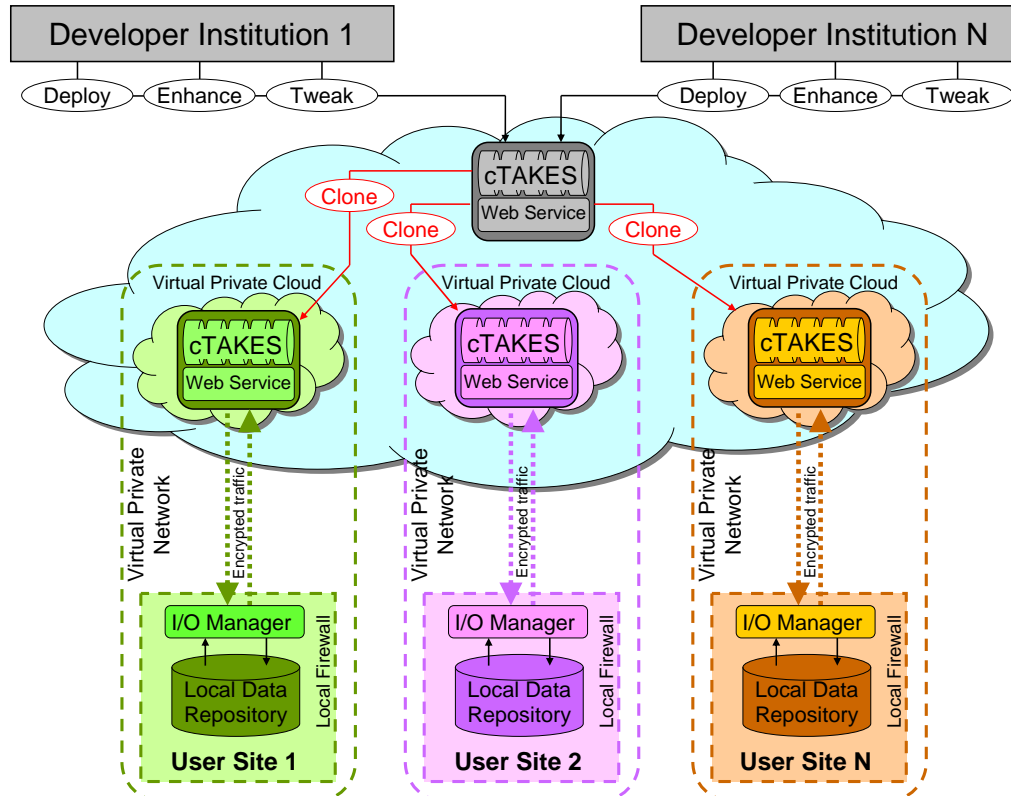 Developer Institution 1
Developer Institution N
Deploy
Enhance
Tweak
Deploy
Enhance
Tweak
cTAKES
Web Service
Clone
Clone
Clone
Virtual Private Cloud
Virtual Private Cloud
Virtual Private Cloud
cTAKES
Web Service
cTAKES
Web Service
cTAKES
Web Service
Virtual Private
Network
Encrypted traffic
Virtual Private
Network
Encrypted traffic
Virtual Private
Network
Encrypted traffic
I/O Manager
Local Data
Repository
Local Firewall
User Site 1
I/O Manager
Local Data
Repository
Local Firewall
User Site 2
I/O Manager
Local Data
Repository
Local Firewall
User Site N